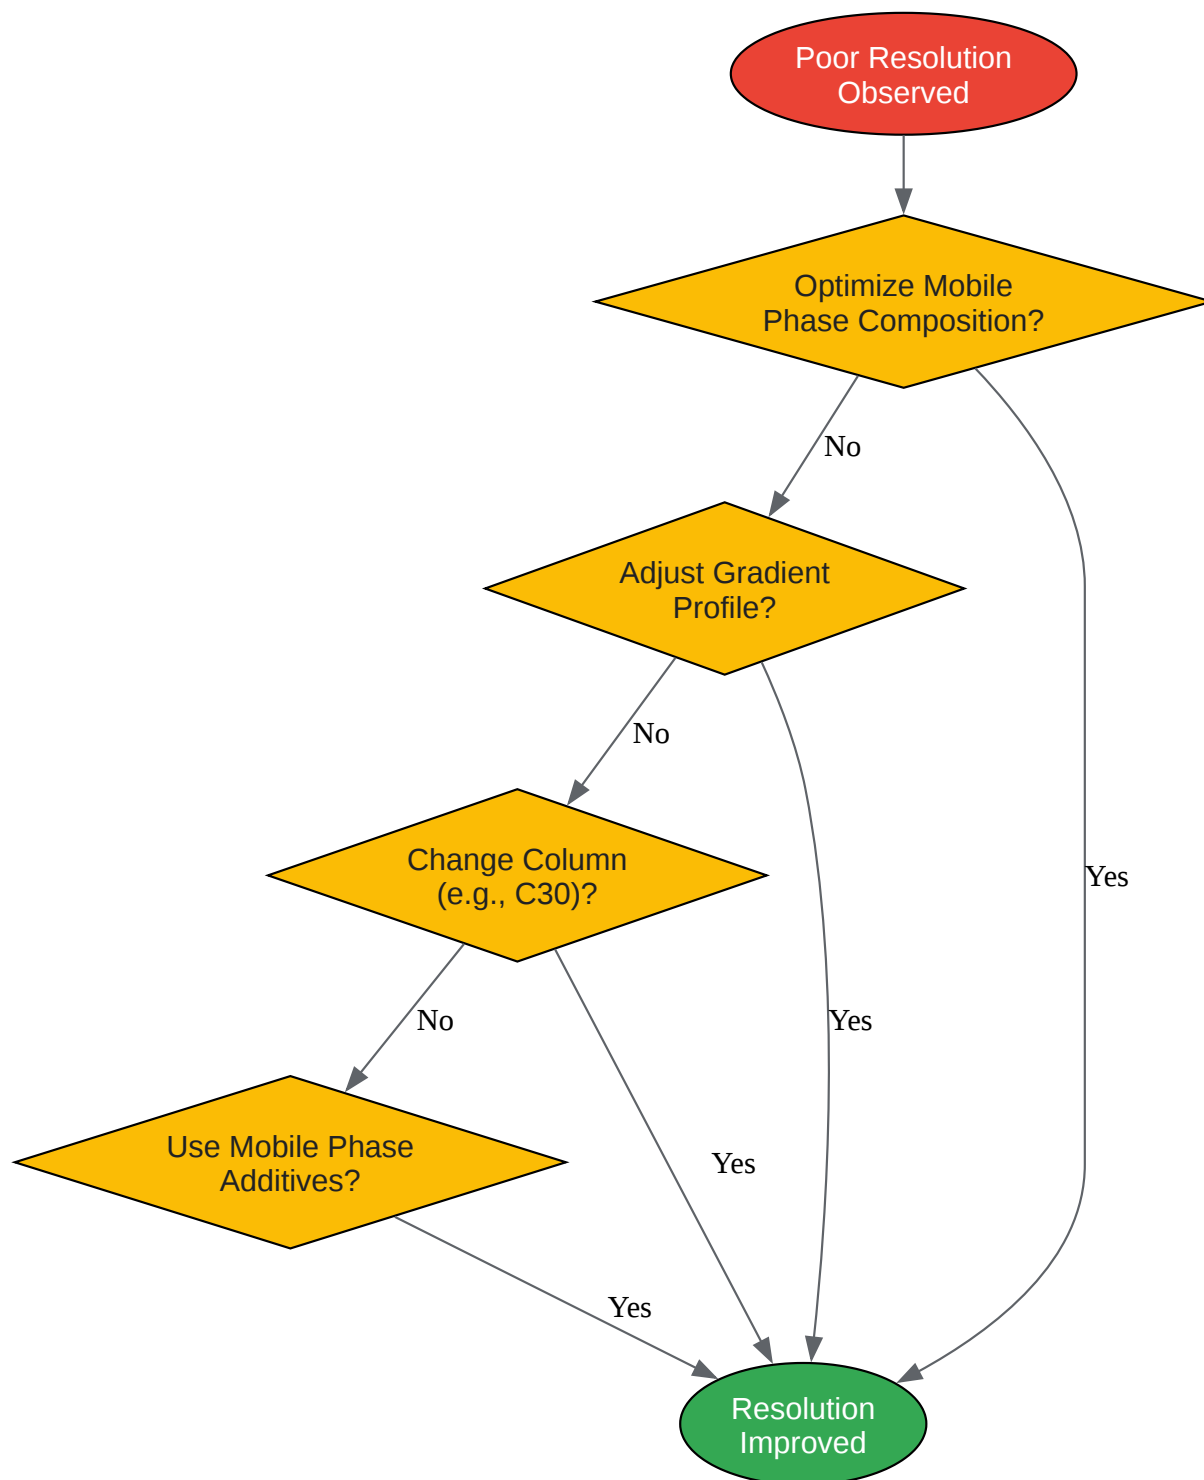 Poor Resolution
Observed
Optimize Mobile
Phase Composition?
No
Adjust Gradient
Profile?
No
Change Column
(e.g., C30)?
Yes
No
Yes
Use Mobile Phase
Additives?
Yes
Yes
Resolution
Improved